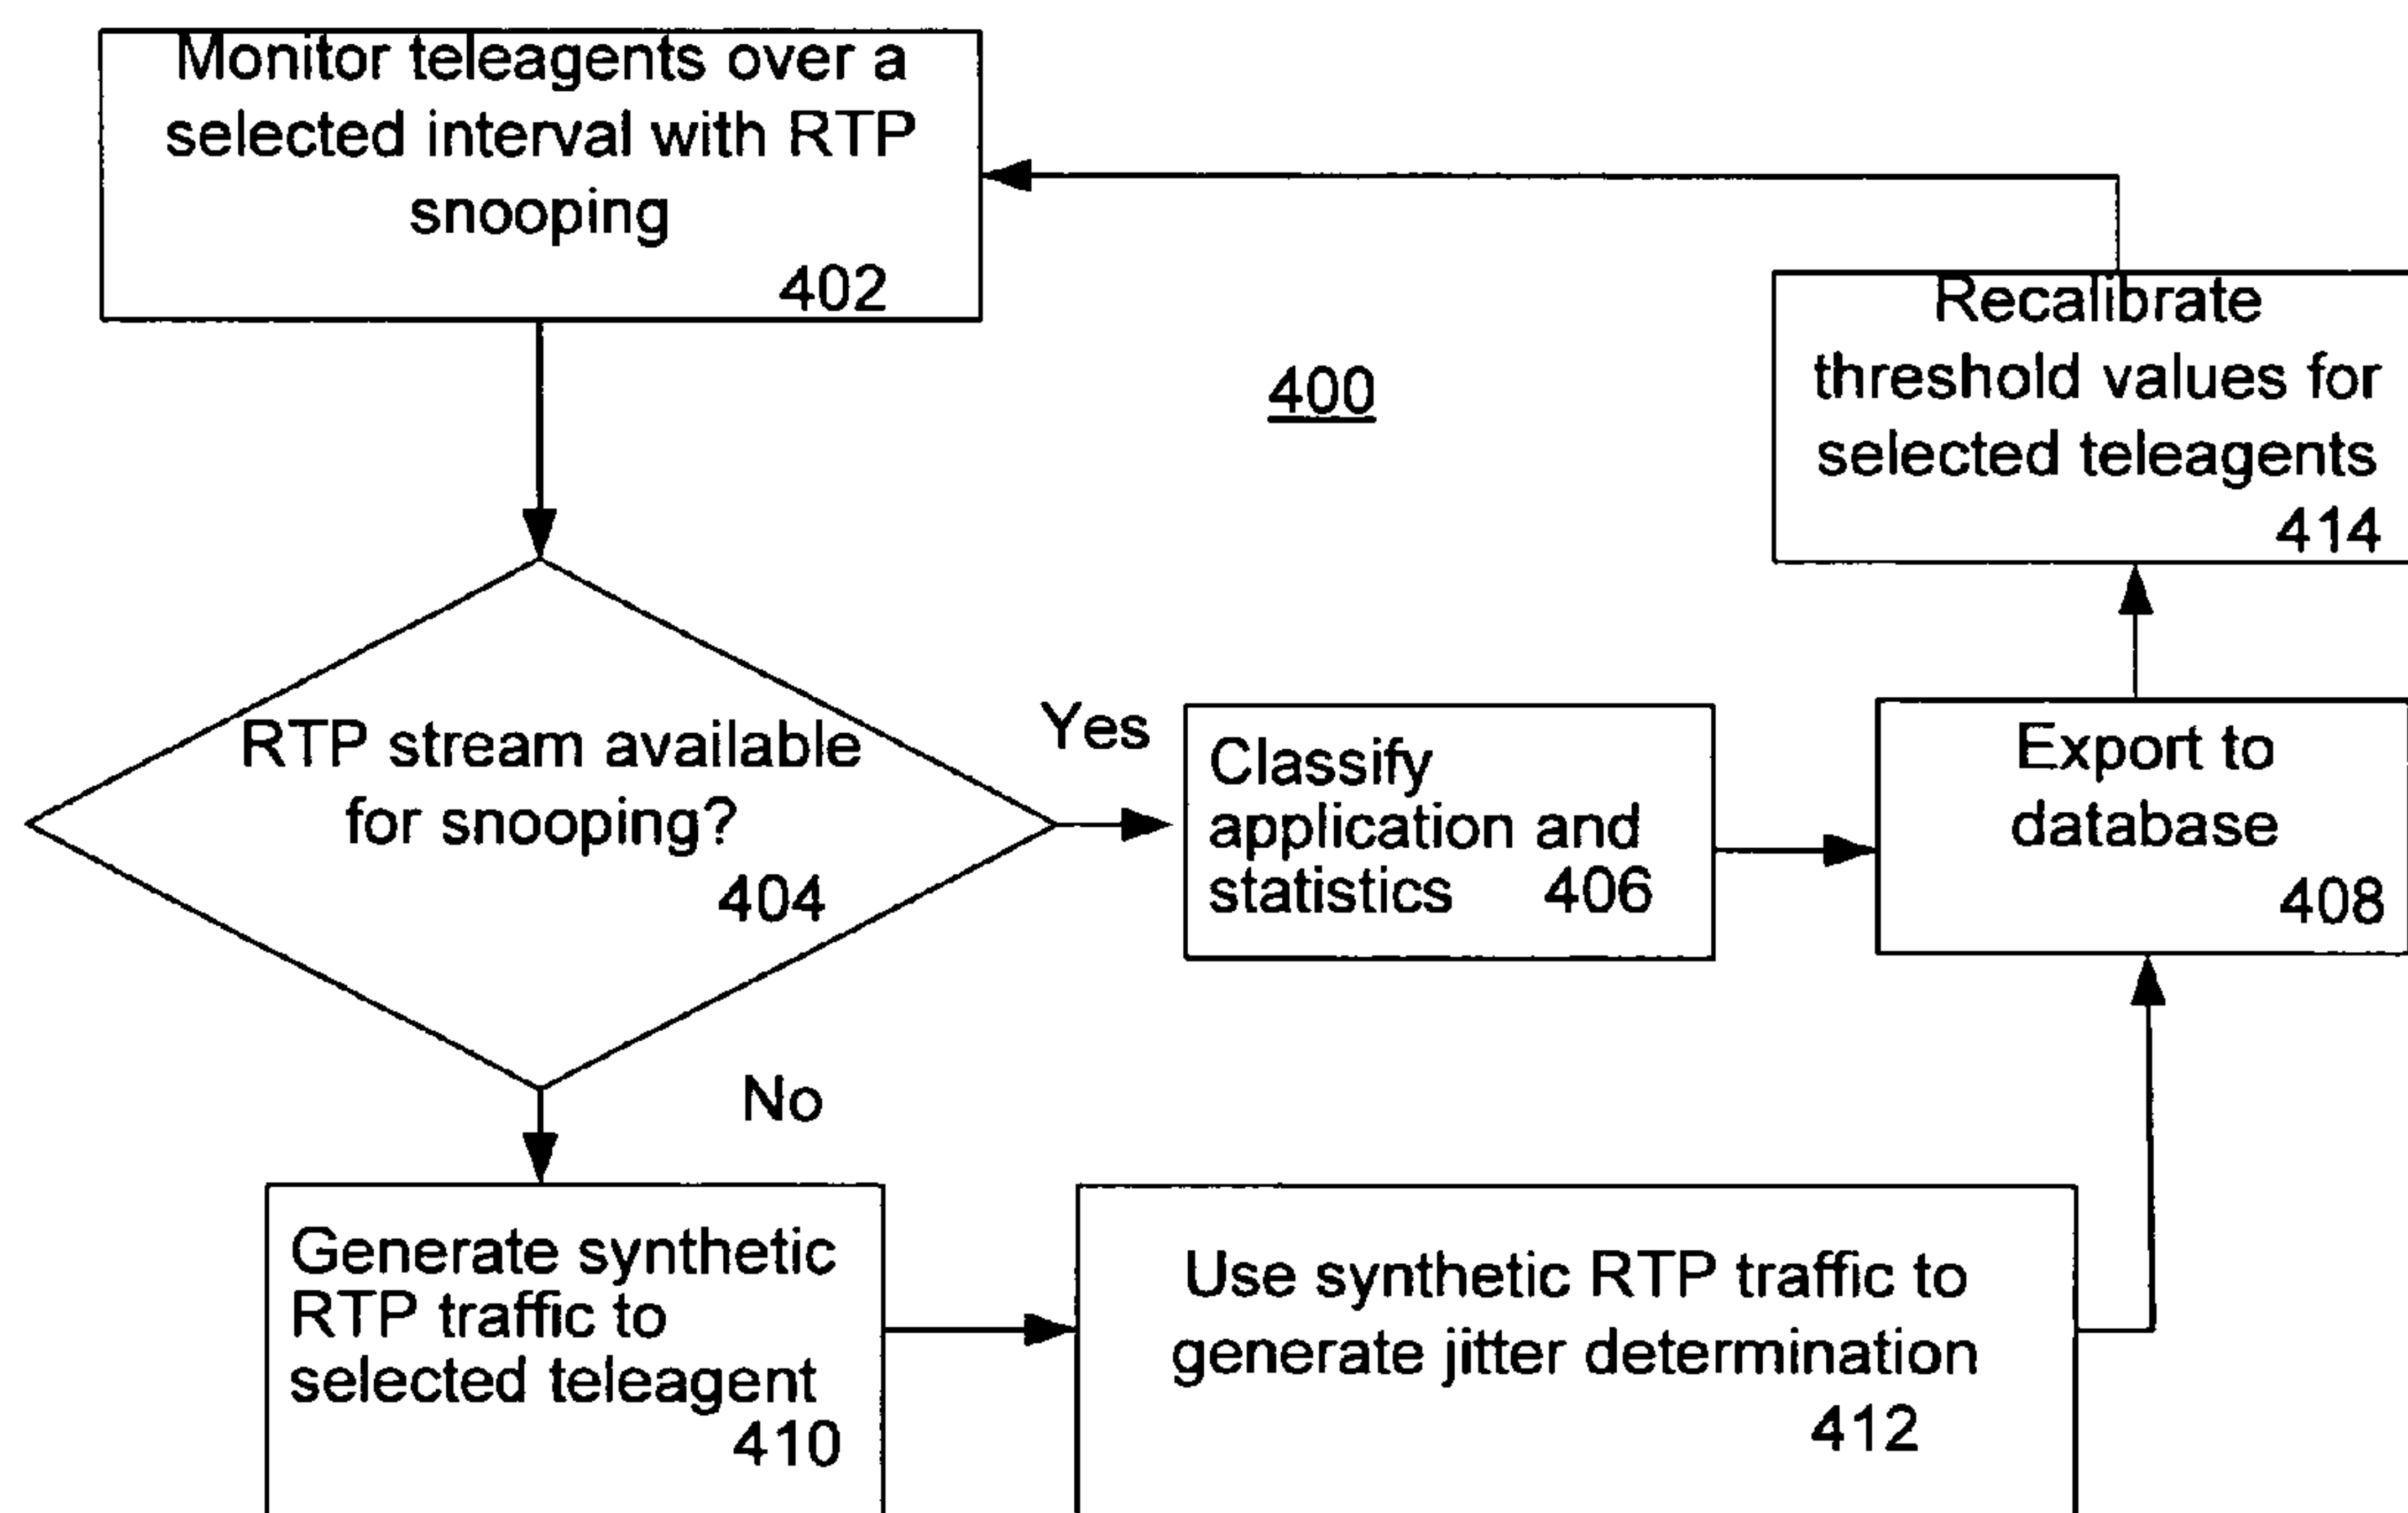 Monitor teleagents over a
selected interval with RTP
snooping
402
400
Recalibrate
threshold values for
selected teleagents
414
RTP stream available
for snooping?
404
Yes
Classify
application and
statistics 406
Export to
database
408
No
Generate synthetic
RTP traffic to
selected teleagent
410
Use synthetic RTP traffic to
generate jitter determination
412